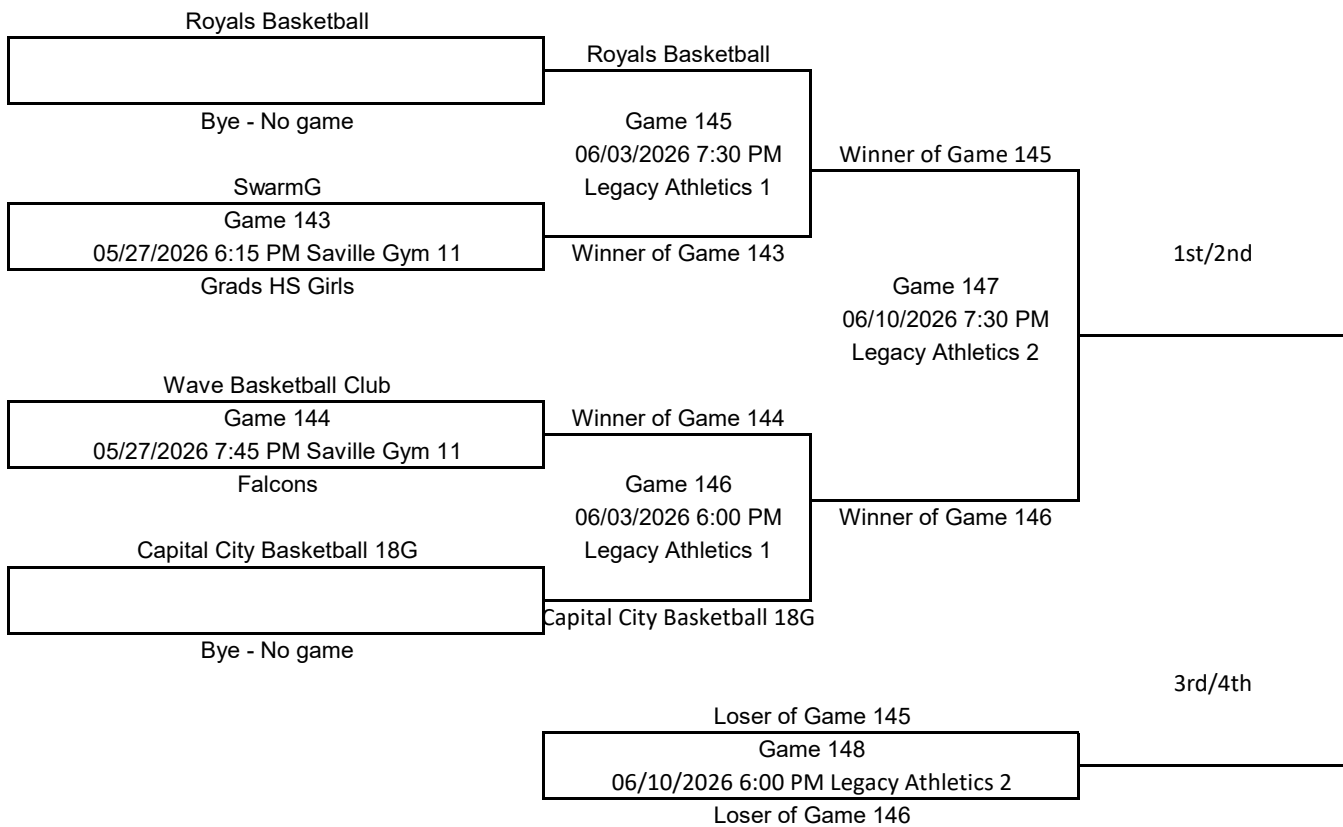 Royals Basketball
Bye - No game
SwarmG
Game 143
05/27/2026 6:15 PM Saville Gym 11
Grads HS Girls
Wave Basketball Club
Game 144
05/27/2026 7:45 PM Saville Gym 11
Falcons
Capital City Basketball 18G
Bye - No game
Royals Basketball
Game 145
06/03/2026 7:30 PM
Legacy Athletics 1
Winner of Game 143
Winner of Game 144
Game 146
06/03/2026 6:00 PM
Legacy Athletics 1
Capital City Basketball 18G
Winner of Game 145
Game 147
06/10/2026 7:30 PM
Legacy Athletics 2
Winner of Game 146
1st/2nd
Loser of Game 145
Game 148
06/10/2026 6:00 PM Legacy Athletics 2
Loser of Game 146
3rd/4th